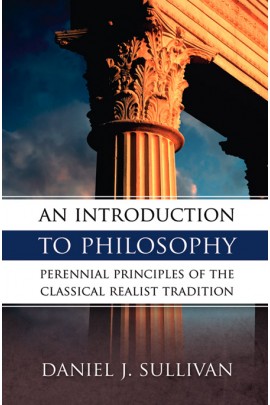 AN INTRODUCTION
TO PHILOSOPHY
PERENNIAL PRINCIPLES OF THE
CLASSICAL REALIST TRADITION
DANIEL J. SULLIVAN